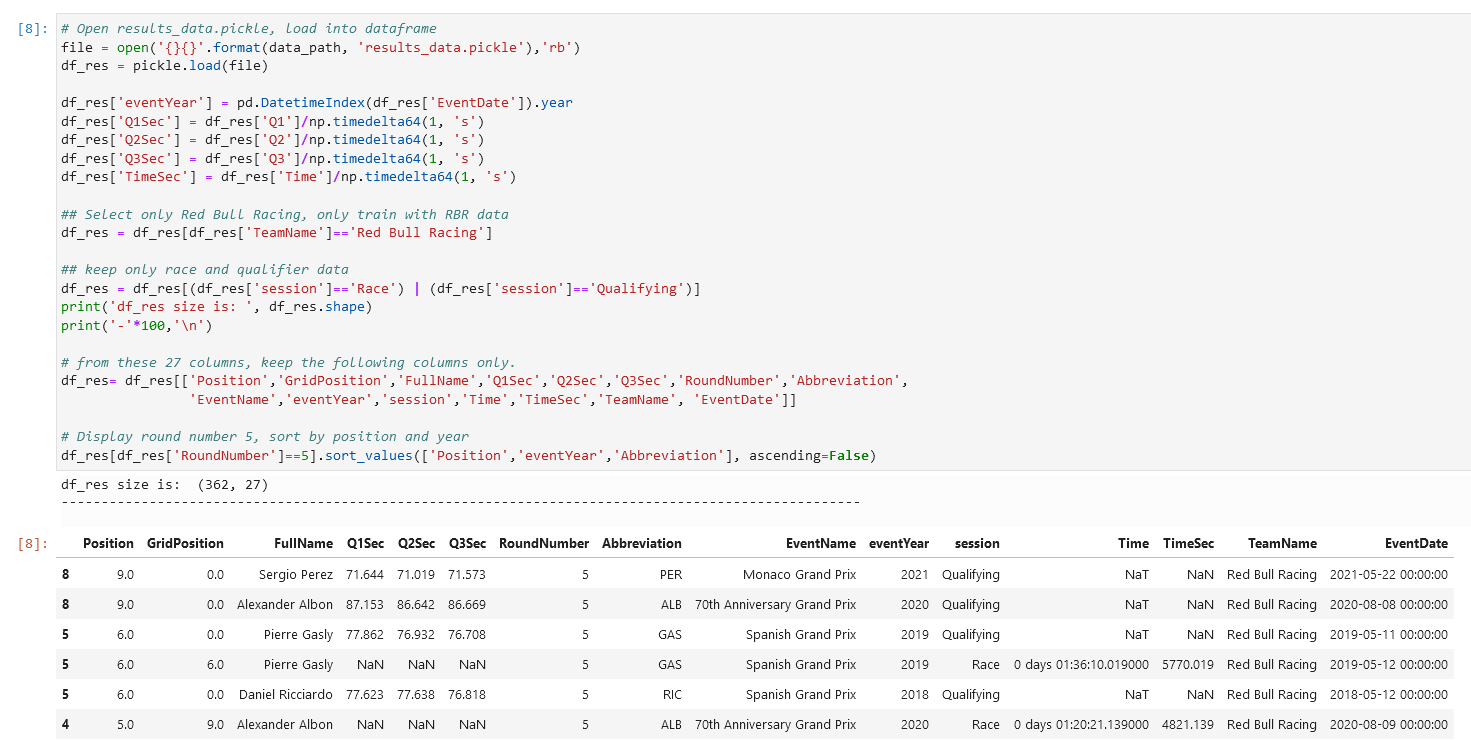 [8]: # Open results_data.pickle, load into dataframe
file = open('{}{}'.format(data_path, 'results_data.pickle'),'rb')
df_res = pickle.load(file)
df_res['eventYear'] = pd.DatetimeIndex(df_res['EventDate']).year
df_res['Q1Sec'] = df_res['Q1']/np.timedelta64(1, 's')
df_res['Q2Sec'] = df_res['Q2']/np.timedelta64(1, 's')
df_res['Q3Sec'] = df_res['Q3']/np.timedelta64(1, 's')
df_res['TimeSec'] = df_res['Time']/np.timedelta64(1, 's')
## Select only Red Bull Racing, only train with RBR data
df_res = df_res[df_res['TeamName']=='Red Bull Racing']
## keep only race and qualifier data
df_res = df_res[(df_res['session']=='Race') | (df_res['session']=='Qualifying')]
print('df_res size is: ', df_res.shape)
print('-'*100,'\n')
# from these 27 columns, keep the following columns only.
df_res= df_res[['Position','GridPosition','FullName','Q1Sec','Q2Sec','Q3Sec','RoundNumber','Abbreviation',
'EventName','eventYear','session','Time','TimeSec','TeamName', 'EventDate']]
# Display round number 5, sort by position and year
df_res[df_res['RoundNumber']==5].sort_values(['Position','eventYear','Abbreviation'], ascending=False)
df_res size is:  (362, 27)
----------------------------------------------------------------------------------------------------
[8]: Position GridPosition FullName Q1Sec Q2Sec Q3Sec RoundNumber Abbreviation EventName eventYear session Time TimeSec TeamName EventDate
8 9.0 0.0 Sergio Perez 71.644 71.019 71.573 5 PER Monaco Grand Prix 2021 Qualifying NaT NaN Red Bull Racing 2021-05-22 00:00:00
8 9.0 0.0 Alexander Albon 87.153 86.642 86.669 5 ALB 70th Anniversary Grand Prix 2020 Qualifying NaT NaN Red Bull Racing 2020-08-08 00:00:00
5 6.0 0.0 Pierre Gasly 77.862 76.932 76.708 5 GAS Spanish Grand Prix 2019 Qualifying NaT NaN Red Bull Racing 2019-05-11 00:00:00
5 6.0 6.0 Pierre Gasly NaN NaN NaN 5 GAS Spanish Grand Prix 2019 Race 0 days 01:36:10.019000 5770.019 Red Bull Racing 2019-05-12 00:00:00
5 6.0 0.0 Daniel Ricciardo 77.623 77.638 76.818 5 RIC Spanish Grand Prix 2018 Qualifying NaT NaN Red Bull Racing 2018-05-12 00:00:00
4 5.0 9.0 Alexander Albon NaN NaN NaN 5 ALB 70th Anniversary Grand Prix 2020 Race 0 days 01:20:21.139000 4821.139 Red Bull Racing 2020-08-09 00:00:00